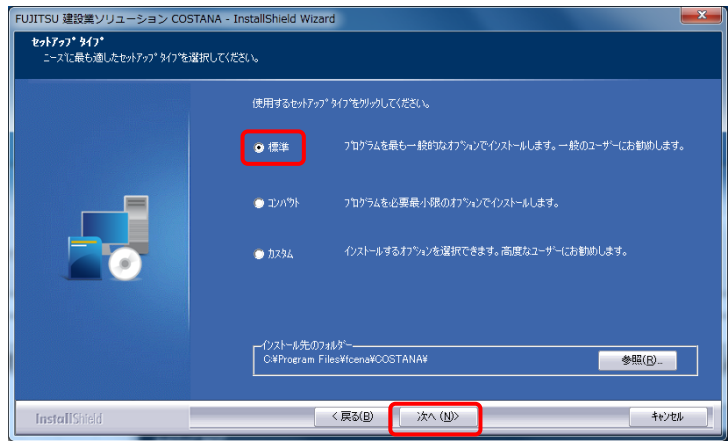 FUJITSU 建設業ソリューション COSTANA - InstallShield Wizard
セットアップ タイプ
ニーズに最も適したセットアップ タイプを選択してください。
使用するセットアップ タイプをクリックしてください。
標準 プログラムを最も一般的なオプションでインストールします。一般のユーザーにお勧めします。
コンパクト プログラムを必要最小限のオプションでインストールします。
カスタム インストールするオプションを選択できます。高度なユーザーにお勧めします。
インストール先のフォルダー
C:¥Program Files¥fcena¥COSTANA¥ 参照(R)...
InstallShield < 戻る(B) 次へ (N)> キャンセル